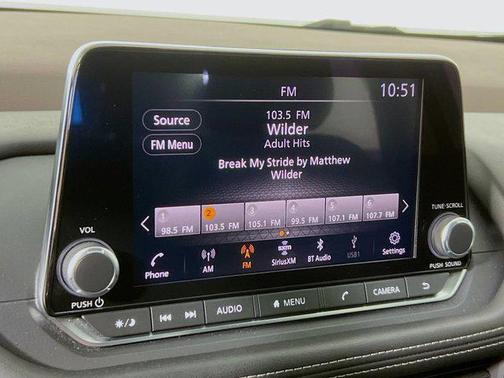 FM
10:51
Source
103.5 FM
Wilder
FM Menu
Adult Hits
Break My Stride by Matthew
Wilder
1 2 3 4 5 6
98.5 FM 103.5 FM 105.1 FM 99.5 FM 107.1 FM 107.7 FM
VOL
TUNE·SCROLL
Phone AM FM SiriusXM BT Audio USB1 Settings
PUSH
PUSH SOUND
AUDIO MENU CAMERA